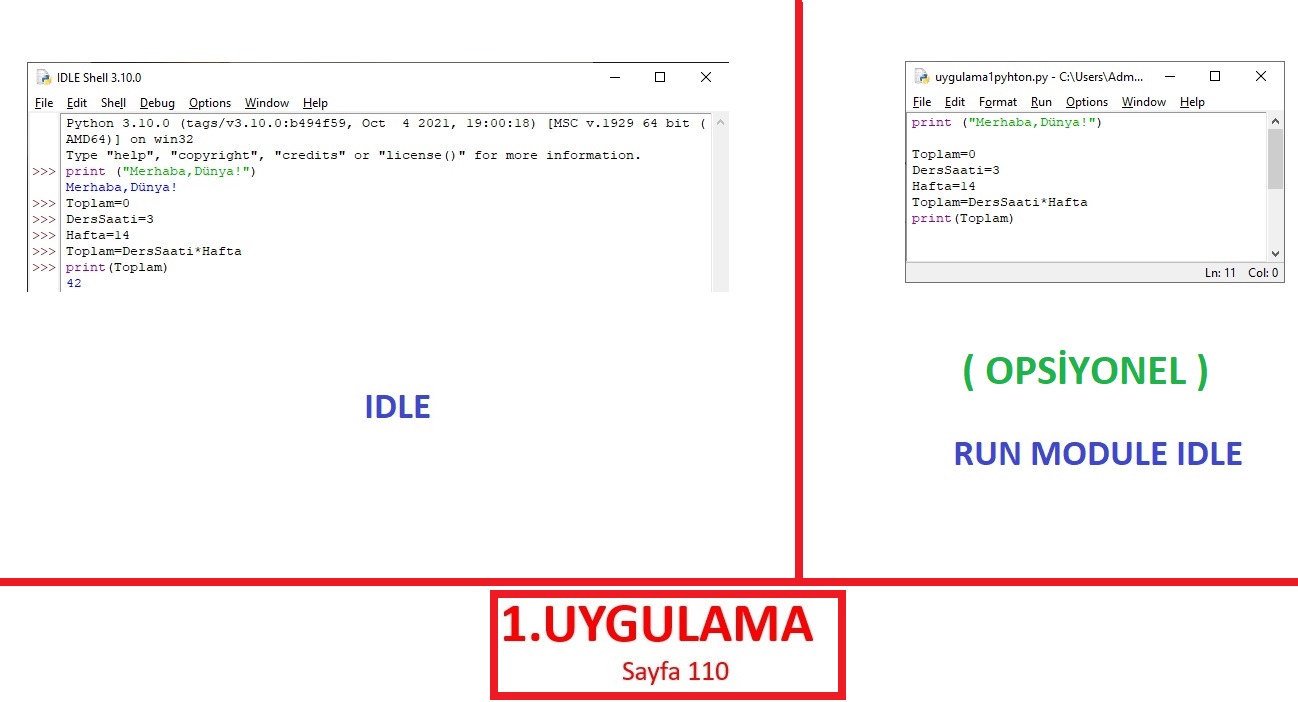 IDLE Shell 3.10.0
File Edit Shell Debug Options Window Help
Python 3.10.0 (tags/v3.10.0:b494f59, Oct  4 2021, 19:00:18) [MSC v.1929 64 bit (
AMD64)] on win32
Type "help", "copyright", "credits" or "license()" for more information.
>>> print ("Merhaba,Dünya!")
Merhaba,Dünya!
>>> Toplam=0
>>> DersSaati=3
>>> Hafta=14
>>> Toplam=DersSaati*Hafta
>>> print(Toplam)
42
IDLE
uygulama1pyhton.py - C:\Users\Adm...
File Edit Format Run Options Window Help
print ("Merhaba,Dünya!")
Toplam=0
DersSaati=3
Hafta=14
Toplam=DersSaati*Hafta
print(Toplam)
Ln: 11 Col: 0
( OPSİYONEL )
RUN MODULE IDLE
1.UYGULAMA
Sayfa 110